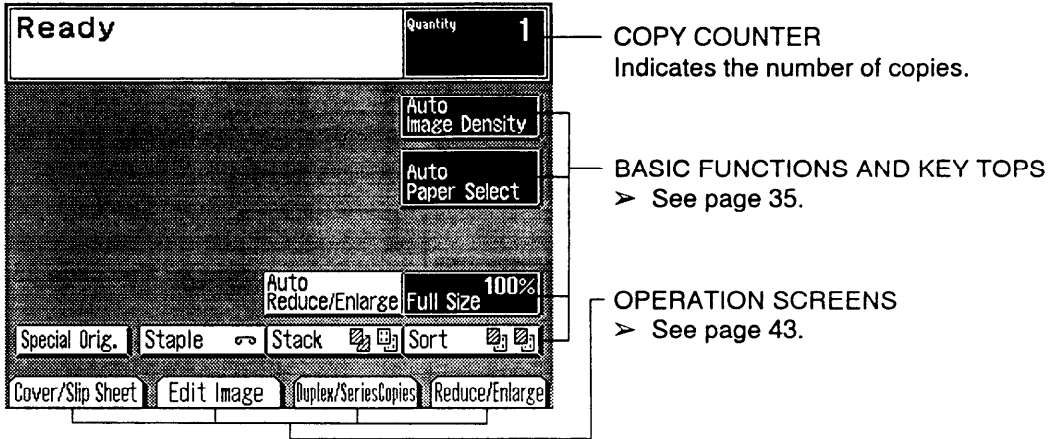 Ready
Quantity 1
COPY COUNTER
Indicates the number of copies.
Auto
Image Density
Auto
Paper Select
BASIC FUNCTIONS AND KEY TOPS
➢ See page 35.
Auto
Reduce/Enlarge
100%
Full Size
OPERATION SCREENS
➢ See page 43.
Special Orig.
Staple
Stack
Sort
Cover/Slip Sheet
Edit Image
Duplex/SeriesCopies
Reduce/Enlarge